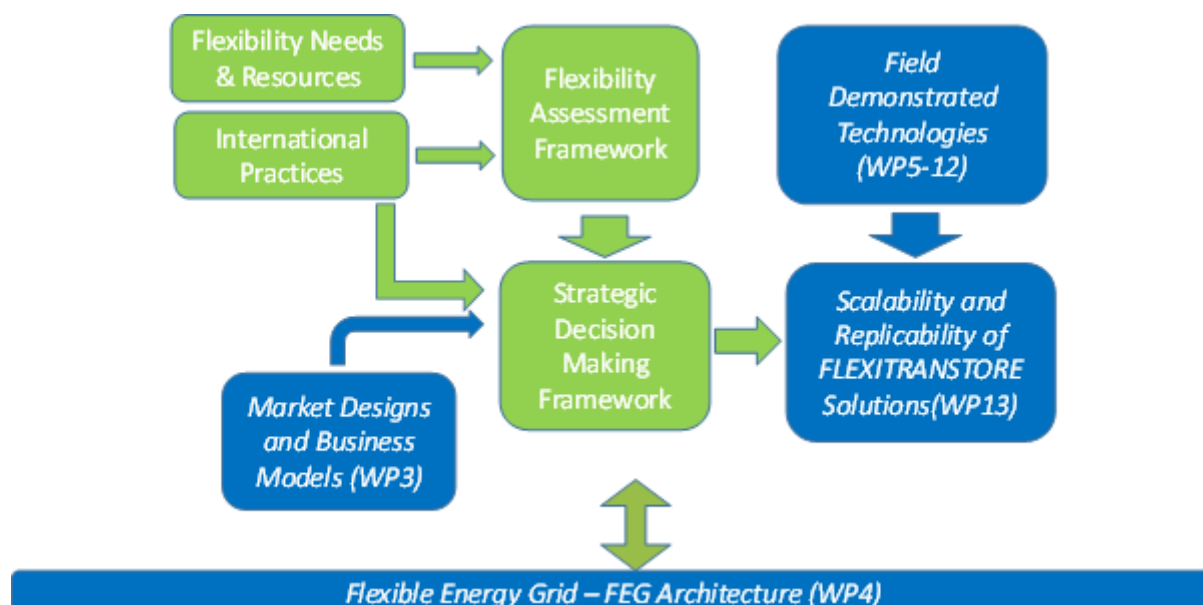 Flexibility Needs
& Resources
International
Practices
Flexibility
Assessment
Framework
Field
Demonstrated
Technologies
(WP5-12)
Strategic
Decision
Making
Framework
Scalability and
Replicability of
FLEXITRANSTORE
Solutions(WP13)
Market Designs
and Business
Models (WP3)
Flexible Energy Grid – FEG Architecture (WP4)